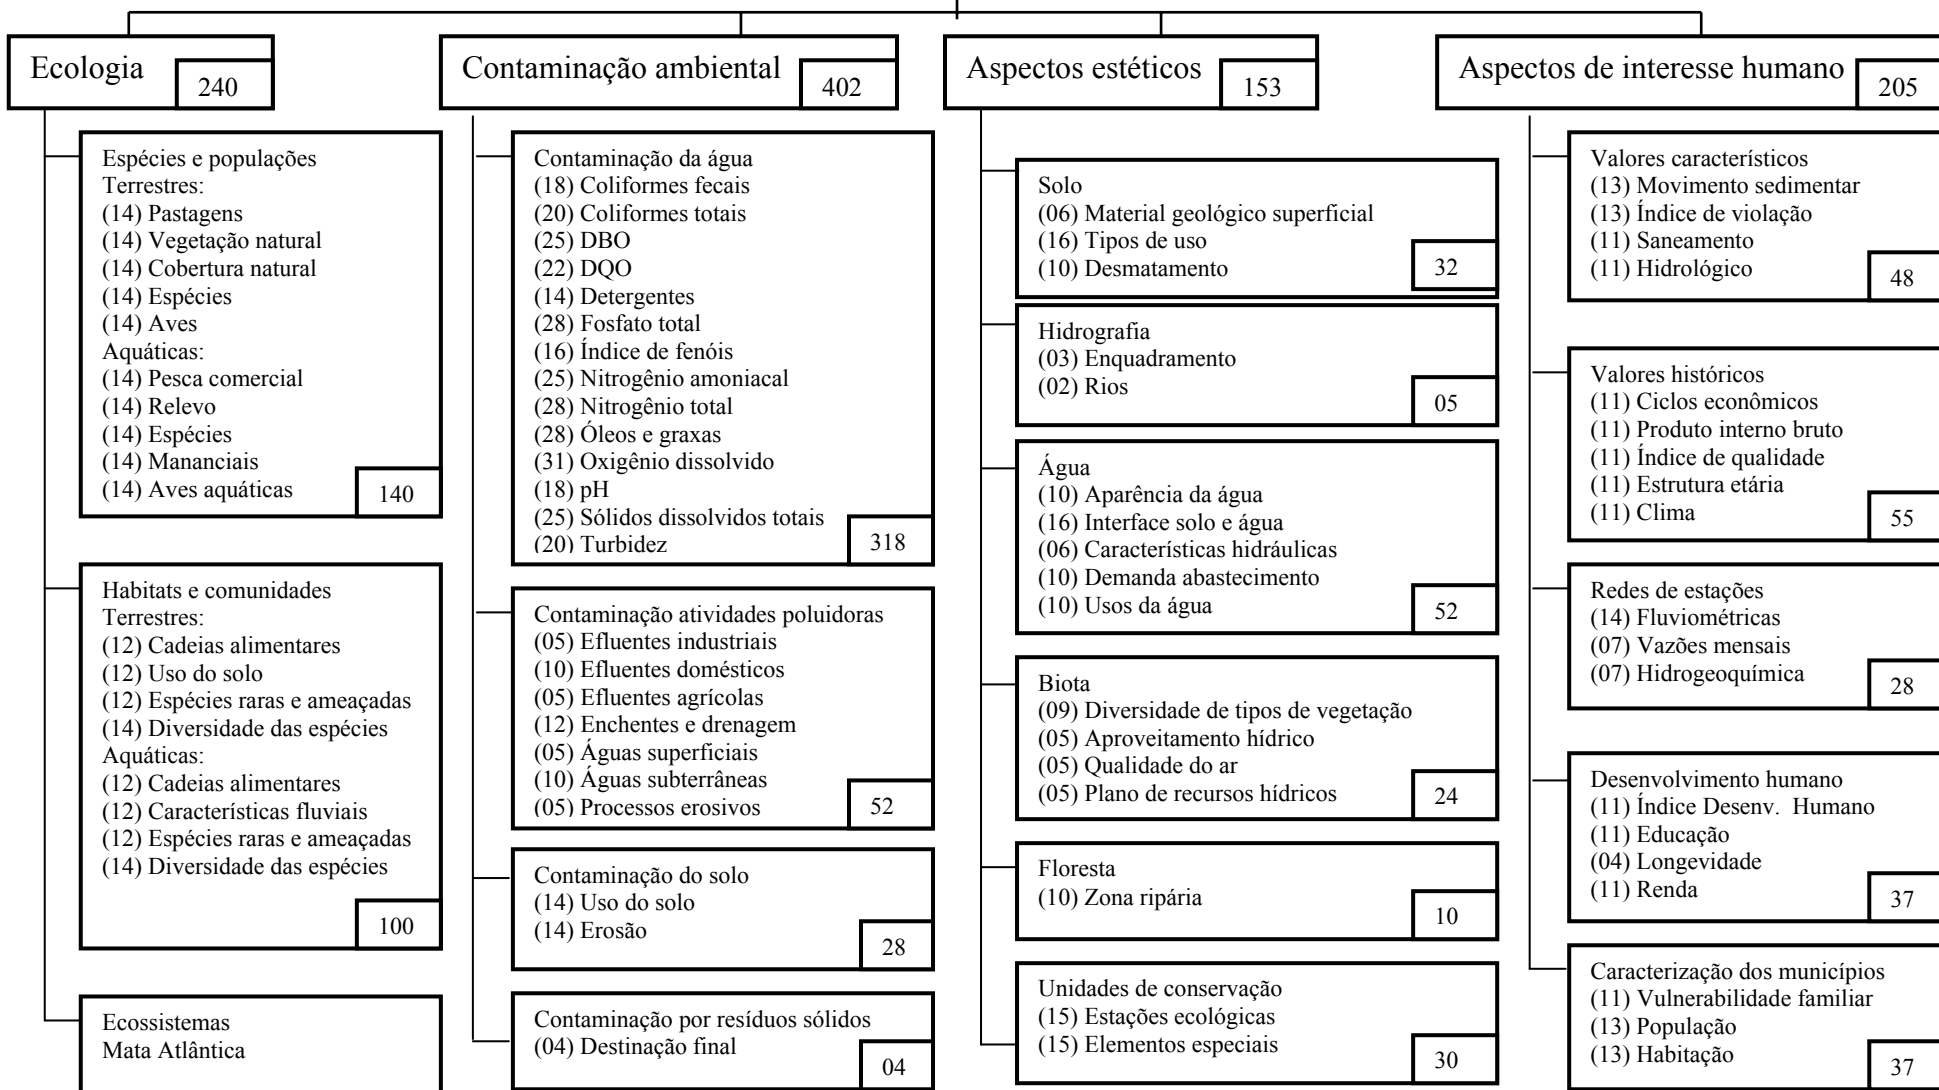 Ecologia
240
Espécies e populações
Terrestres:
(14) Pastagens
(14) Vegetação natural
(14) Cobertura natural
(14) Espécies
(14) Aves
Aquáticas:
(14) Pesca comercial
(14) Relevo
(14) Espécies
(14) Mananciais
(14) Aves aquáticas
140
Habitats e comunidades
Terrestres:
(12) Cadeias alimentares
(12) Uso do solo
(12) Espécies raras e ameaçadas
(14) Diversidade das espécies
Aquáticas:
(12) Cadeias alimentares
(12) Características fluviais
(12) Espécies raras e ameaçadas
(14) Diversidade das espécies
100
Ecossistemas
Mata Atlântica
Contaminação ambiental
402
Contaminação da água
(18) Coliformes fecais
(20) Coliformes totais
(25) DBO
(22) DQO
(14) Detergentes
(28) Fosfato total
(16) Índice de fenóis
(25) Nitrogênio amoniacal
(28) Nitrogênio total
(28) Óleos e graxas
(31) Oxigênio dissolvido
(18) pH
(25) Sólidos dissolvidos totais
(20) Turbidez
318
Contaminação atividades poluidoras
(05) Efluentes industriais
(10) Efluentes domésticos
(05) Efluentes agrícolas
(12) Enchentes e drenagem
(05) Águas superficiais
(10) Águas subterrâneas
(05) Processos erosivos
52
Contaminação do solo
(14) Uso do solo
(14) Erosão
28
Contaminação por resíduos sólidos
(04) Destinação final
04
Aspectos estéticos
153
Solo
(06) Material geológico superficial
(16) Tipos de uso
(10) Desmatamento
32
Hidrografia
(03) Enquadramento
(02) Rios
05
Água
(10) Aparência da água
(16) Interface solo e água
(06) Características hidráulicas
(10) Demanda abastecimento
(10) Usos da água
52
Biota
(09) Diversidade de tipos de vegetação
(05) Aproveitamento hídrico
(05) Qualidade do ar
(05) Plano de recursos hídricos
24
Floresta
(10) Zona ripária
10
Unidades de conservação
(15) Estações ecológicas
(15) Elementos especiais
30
Aspectos de interesse humano
205
Valores característicos
(13) Movimento sedimentar
(13) Índice de violação
(11) Saneamento
(11) Hidrológico
48
Valores históricos
(11) Ciclos econômicos
(11) Produto interno bruto
(11) Índice de qualidade
(11) Estrutura etária
(11) Clima
55
Redes de estações
(14) Fluviométricas
(07) Vazões mensais
(07) Hidrogeoquímica
28
Desenvolvimento humano
(11) Índice Desenv. Humano
(11) Educação
(04) Longevidade
(11) Renda
37
Caracterização dos municípios
(11) Vulnerabilidade familiar
(13) População
(13) Habitação
37